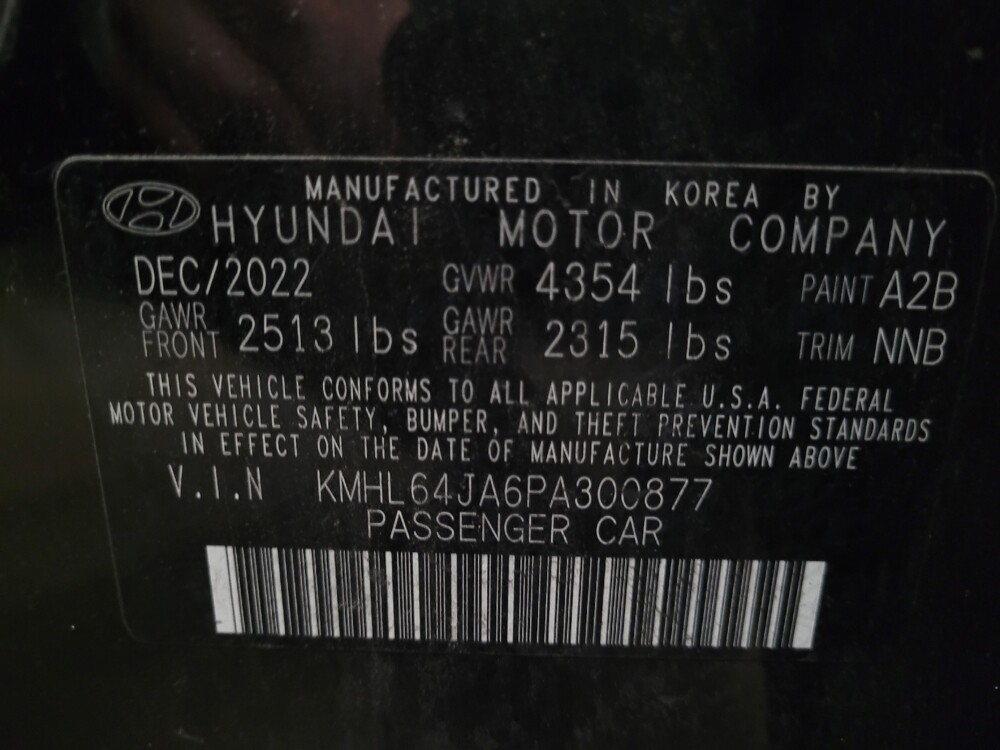 MANUFACTURED IN KOREA BY
HYUNDAI MOTOR COMPANY
DEC/2022 GVWR 4354 lbs PAINT A2B
GAWR FRONT 2513 lbs GAWR REAR 2315 lbs TRIM NNB
THIS VEHICLE CONFORMS TO ALL APPLICABLE U.S.A. FEDERAL
MOTOR VEHICLE SAFETY, BUMPER, AND THEFT PREVENTION STANDARDS
IN EFFECT ON THE DATE OF MANUFACTURE SHOWN ABOVE
V.I.N KMHL64JA6PA300877
PASSENGER CAR